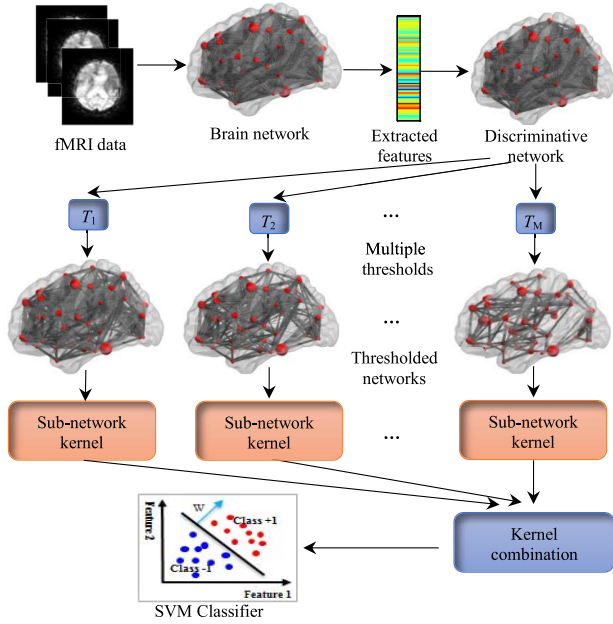 fMRI data
Brain network
Extracted
features
Discriminative
network
T1
T2
...
TM
Multiple
thresholds
...
Thresholded
networks
Sub-network
kernel
Sub-network
kernel
...
Sub-network
kernel
Feature 2
W
Class +1
Class -1
Feature 1
SVM Classifier
Kernel
combination